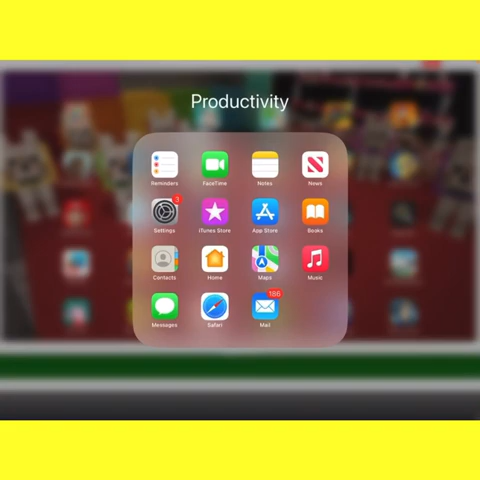 Productivity
Reminders FaceTime Notes News
3
Settings iTunes Store App Store Books
Contacts Home Maps Music
186
Messages Safari Mail